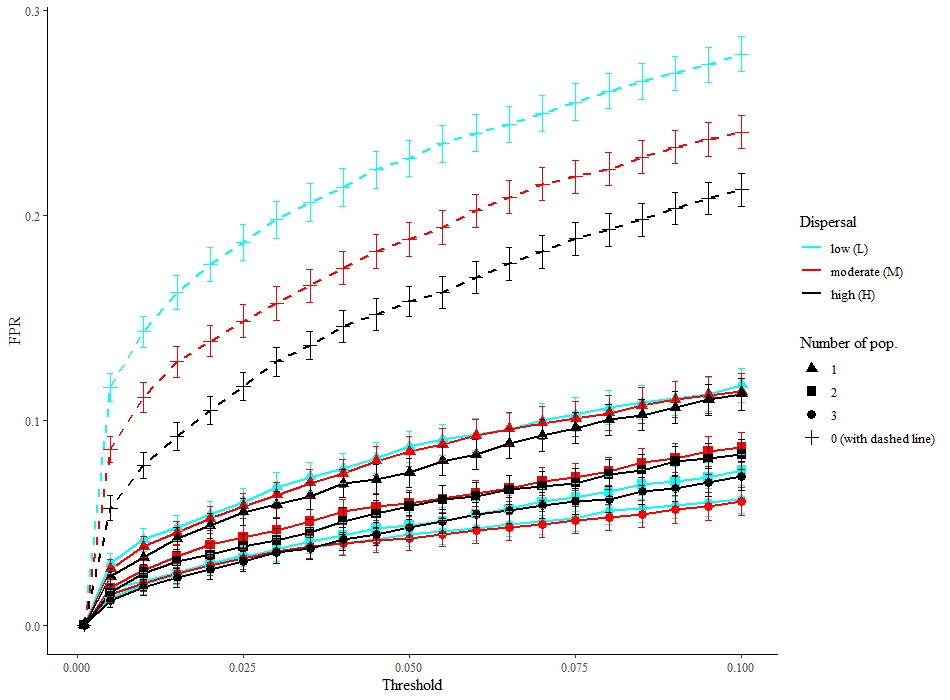 0.3
0.2
0.1
0.0
FPR
0.000
0.025
0.050
0.075
0.100
Threshold
Dispersal
low (L)
moderate (M)
high (H)
Number of pop.
1
2
3
0 (with dashed line)